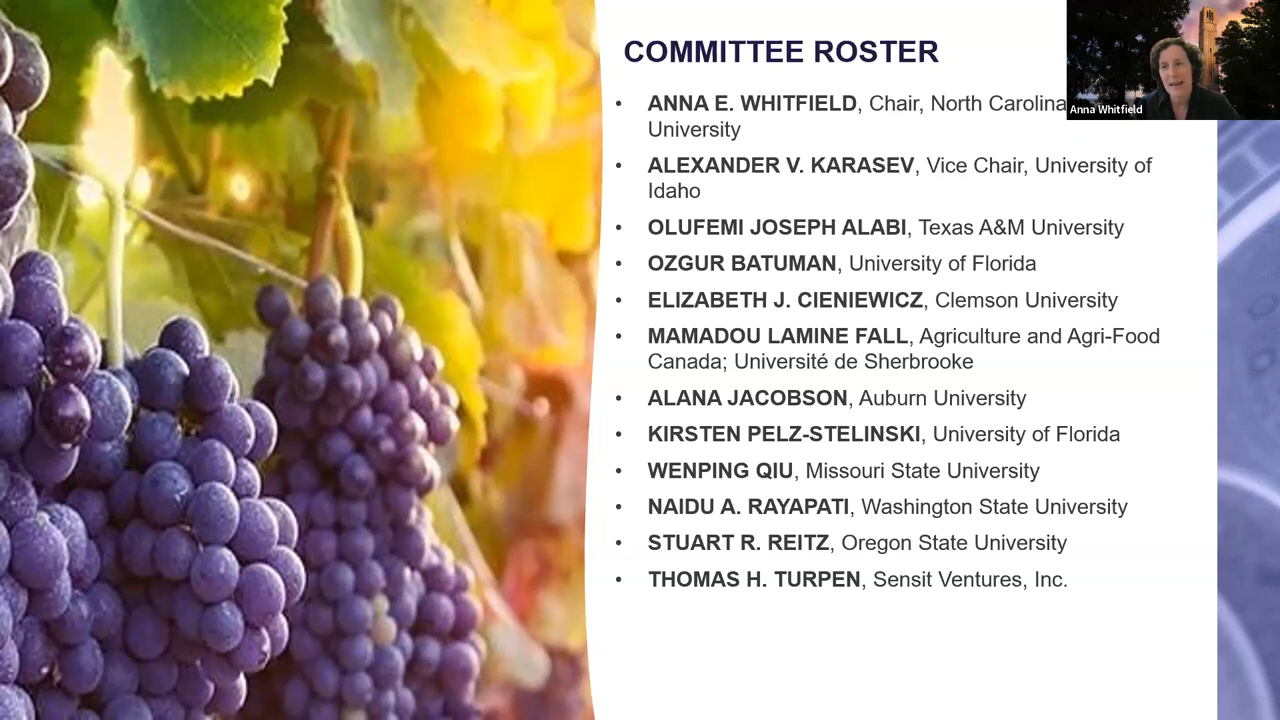 COMMITTEE ROSTER
• ANNA E. WHITFIELD, Chair, North Carolina
University
• ALEXANDER V. KARASEV, Vice Chair, University of
Idaho
• OLUFEMI JOSEPH ALABI, Texas A&M University
• OZGUR BATUMAN, University of Florida
• ELIZABETH J. CIENIEWICZ, Clemson University
• MAMADOU LAMINE FALL, Agriculture and Agri-Food
Canada; Université de Sherbrooke
• ALANA JACOBSON, Auburn University
• KIRSTEN PELZ-STELINSKI, University of Florida
• WENPING QIU, Missouri State University
• NAIDU A. RAYAPATI, Washington State University
• STUART R. REITZ, Oregon State University
• THOMAS H. TURPEN, Sensit Ventures, Inc.
Anna Whitfield